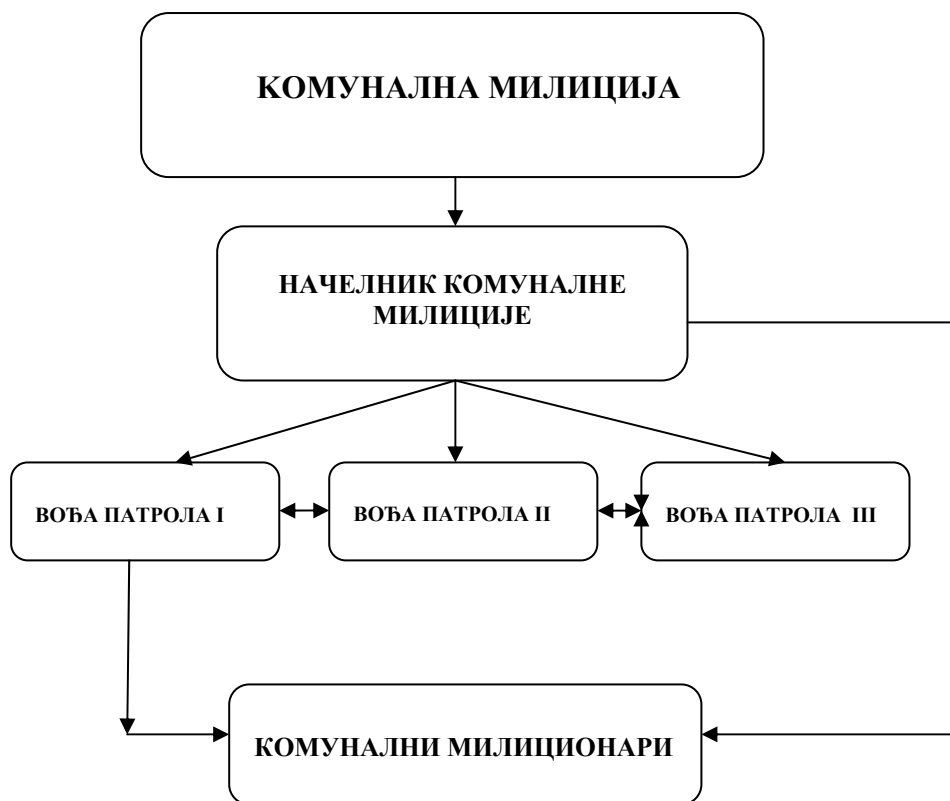 КОМУНАЛНА МИЛИЦИЈА
НАЧЕЛНИК КОМУНАЛНЕ
МИЛИЦИЈЕ
ВОЂА ПАТРОЛА I
ВОЂА ПАТРОЛА II
ВОЂА ПАТРОЛА III
КОМУНАЛНИ МИЛИЦИОНАРИ